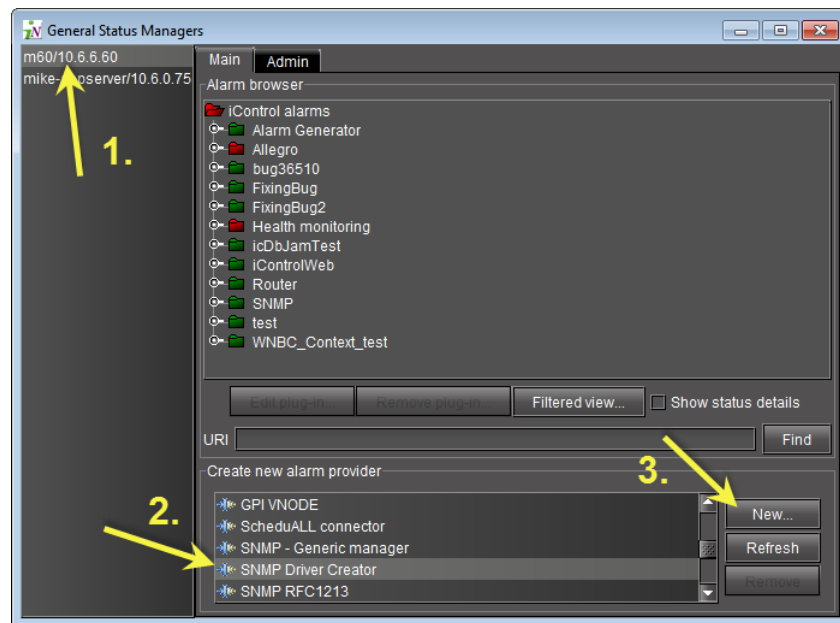 General Status Managers
m60/10.6.6.60
mike- pserver/10.6.0.75
1.
Main Admin
Alarm browser
iControl alarms
Alarm Generator
Allegro
bug36510
FixingBug
FixingBug2
Health monitoring
icDbJamTest
iControlWeb
Router
SNMP
test
WNBC_Context_test
Edit plug-in... Remove plug-in... Filtered view... Show status details
URI Find
Create new alarm provider
3.
2.
GPI VNODE
ScheduALL connector
SNMP - Generic manager
SNMP Driver Creator
SNMP RFC1213
New...
Refresh
Remove